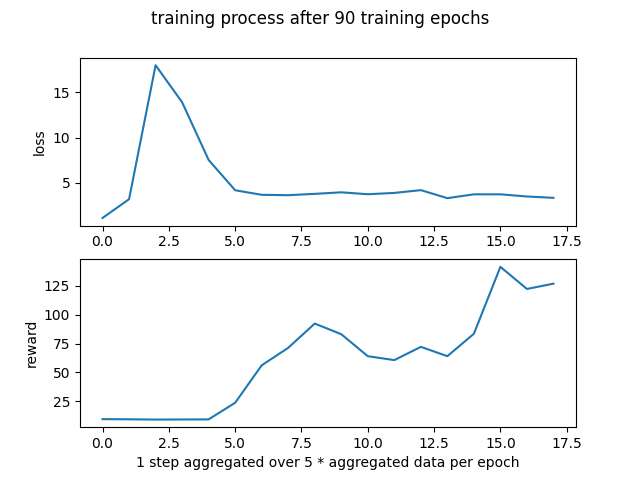 training process after 90 training epochs
15
10
5
loss
0.0 2.5 5.0 7.5 10.0 12.5 15.0 17.5
125
100
75
50
25
reward
0.0 2.5 5.0 7.5 10.0 12.5 15.0 17.5
1 step aggregated over 5 * aggregated data per epoch